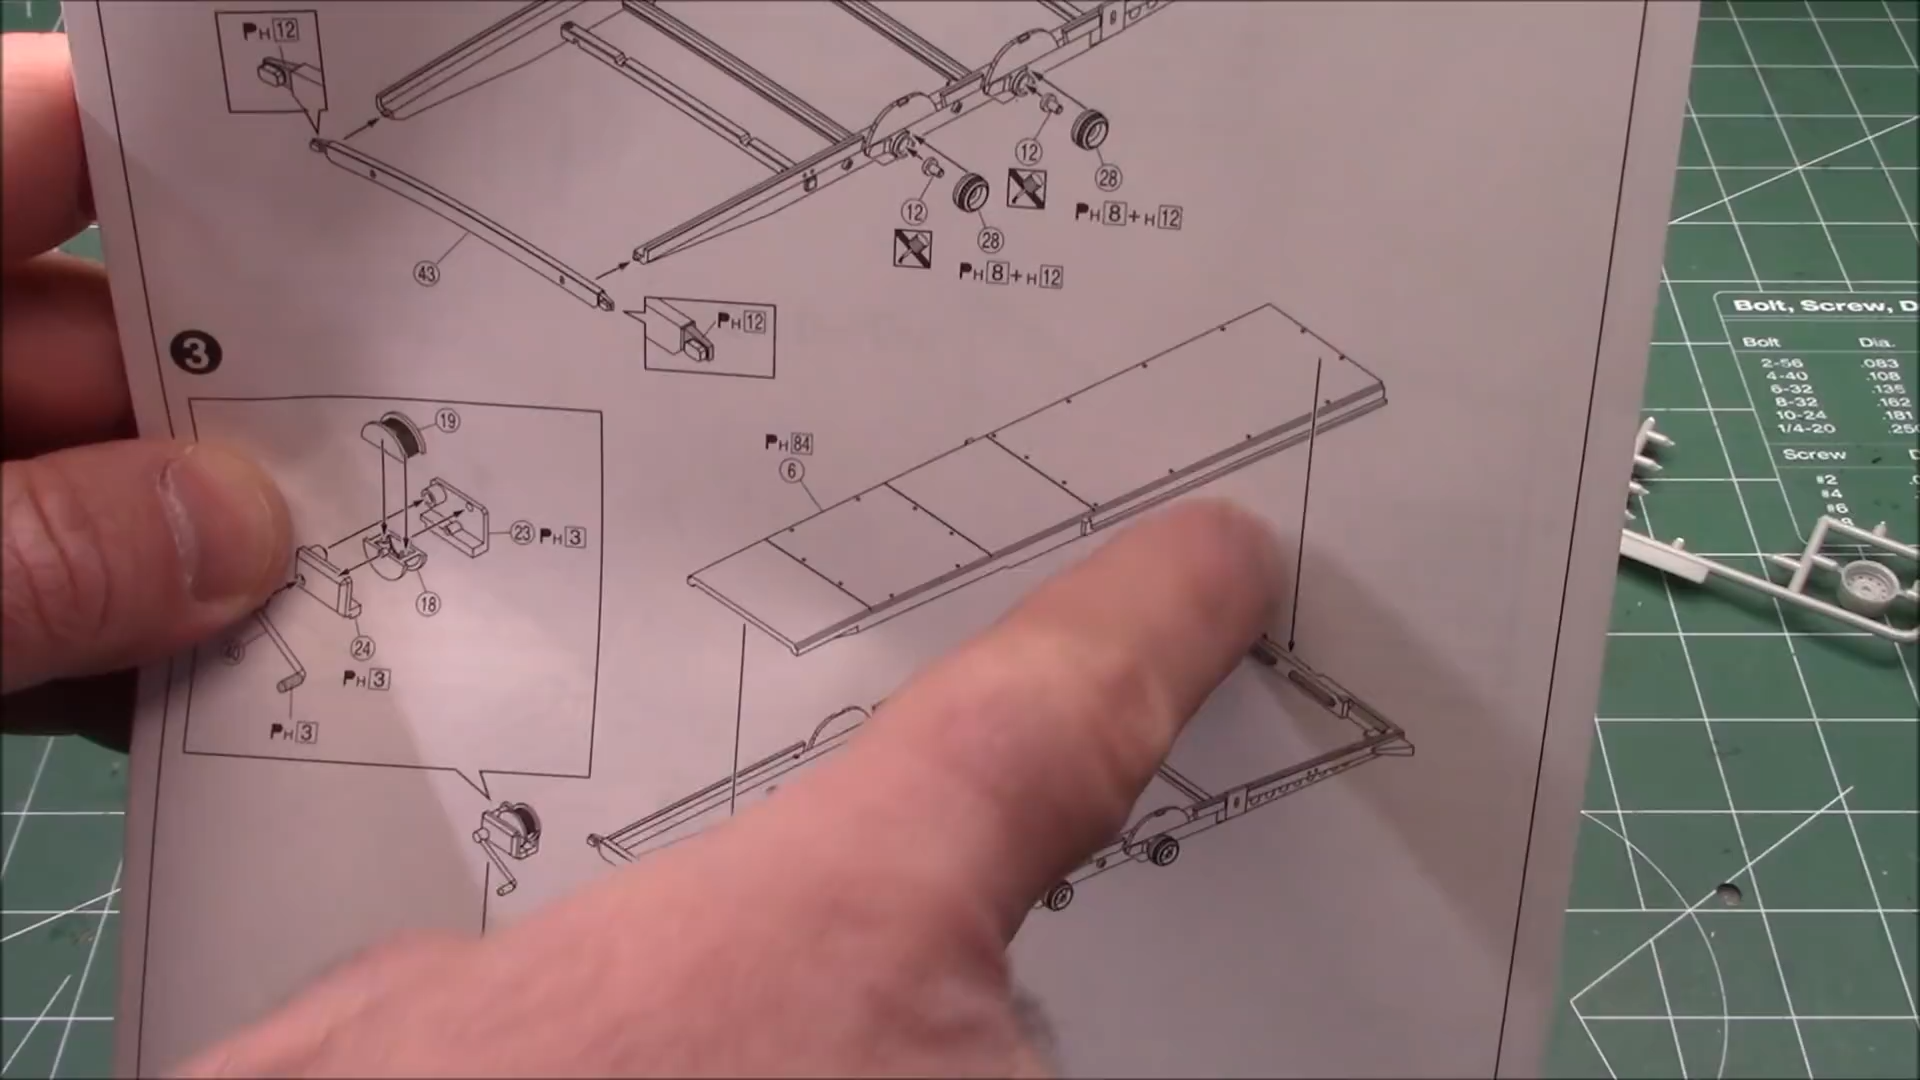 PH 12
12
28
PH 8 + H 12
12
28
PH 8 + H 12
43
PH 12
3
19
23 PH 3
18
24
PH 3
PH 3
PH 84
6
Bolt, Screw, D
Bolt Dia.
2-56 .083
4-40 .108
6-32 .135
8-32 .162
10-24 .181
1/4-20 .250
Screw D
#2
#4
#6